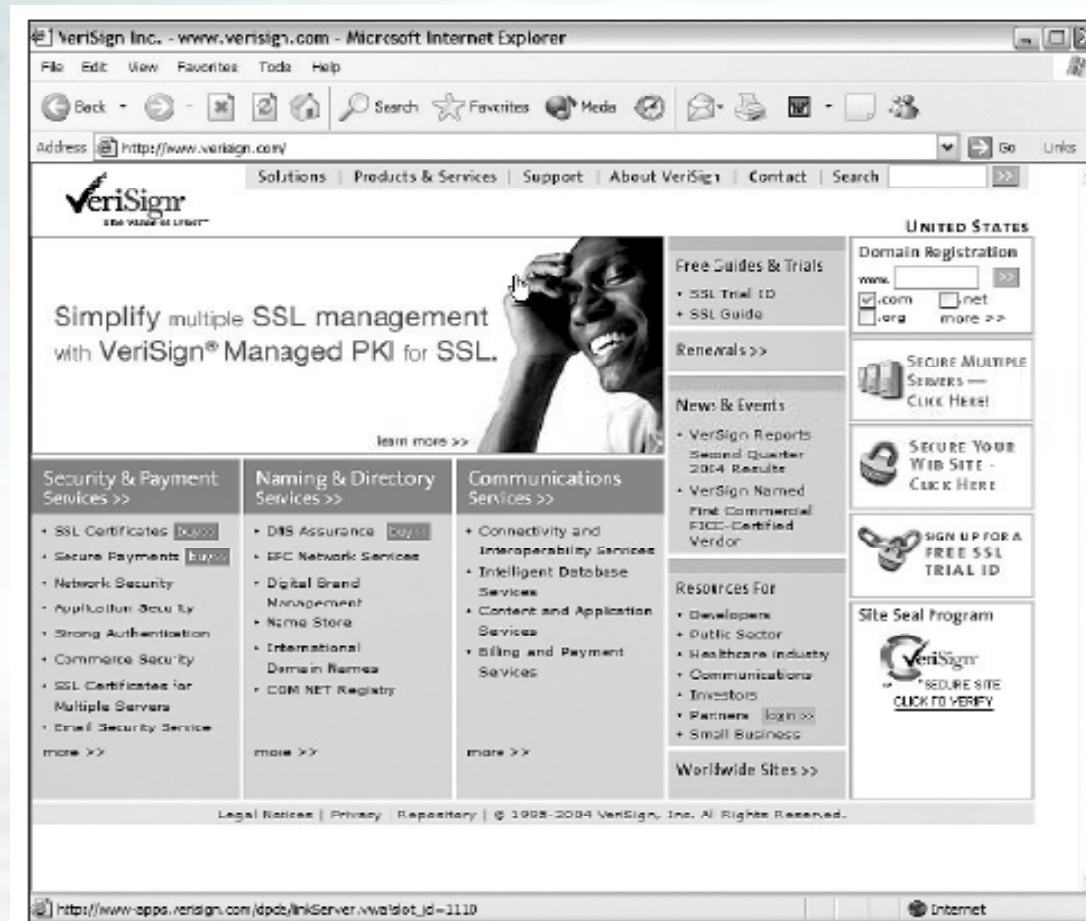 VeriSign Inc. - www.verisign.com - Microsoft Internet Explorer
File Edit View Favorites Tools Help
Back Search Favorites Media
Address http://www.verisign.com/ Go Links
Solutions | Products & Services | Support | About VeriSign | Contact | Search >>
VeriSign
The Value of Trust
UNITED STATES
Simplify multiple SSL management
with VeriSign® Managed PKI for SSL.
learn more >>
Security & Payment
Services >>
• SSL Certificates buy>>
• Secure Payments buy>>
• Network Security
• Application Security
• Strong Authentication
• Commerce Security
• SSL Certificates for
Multiple Servers
• Email Security Service
more >>
Naming & Directory
Services >>
• DNS Assurance buy>>
• EPC Network Services
• Digital Brand
Management
• Name Store
• International
Domain Names
• COM NET Registry
more >>
Communications
Services >>
• Connectivity and
Interoperability Services
• Intelligent Database
Services
• Content and Application
Services
• Billing and Payment
Services
more >>
Free Guides & Trials
• SSL Trial ID
• SSL Guide
Renewals >>
News & Events
• VeriSign Reports
Second Quarter
2004 Results
• VeriSign Named
First Commercial
FICC-Certified
Vendor
Resources For
• Developers
• Public Sector
• Healthcare Industry
• Communications
• Investors
• Partners login >>
• Small Business
Worldwide Sites >>
Domain Registration
www. >>
.com .net
.org more >>
SECURE MULTIPLE
SERVERS —
CLICK HERE!
SECURE YOUR
WEB SITE -
CLICK HERE
SIGN UP FOR A
FREE SSL
TRIAL ID
Site Seal Program
VeriSign
SECURE SITE
CLICK TO VERIFY
Legal Notices | Privacy | Repository | © 1995-2004 VeriSign, Inc. All Rights Reserved.
http://www-apps.verisign.com/dpds/linkServer.vwa?slot_id=1110 Internet